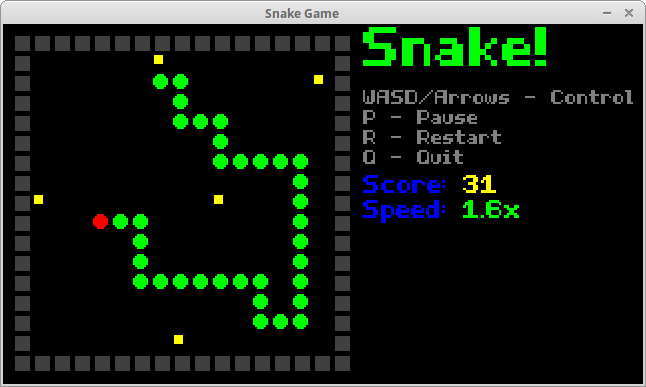 Snake Game
Snake!
WASD/Arrows - Control
P - Pause
R - Restart
Q - Quit
Score: 31
Speed: 1.6x